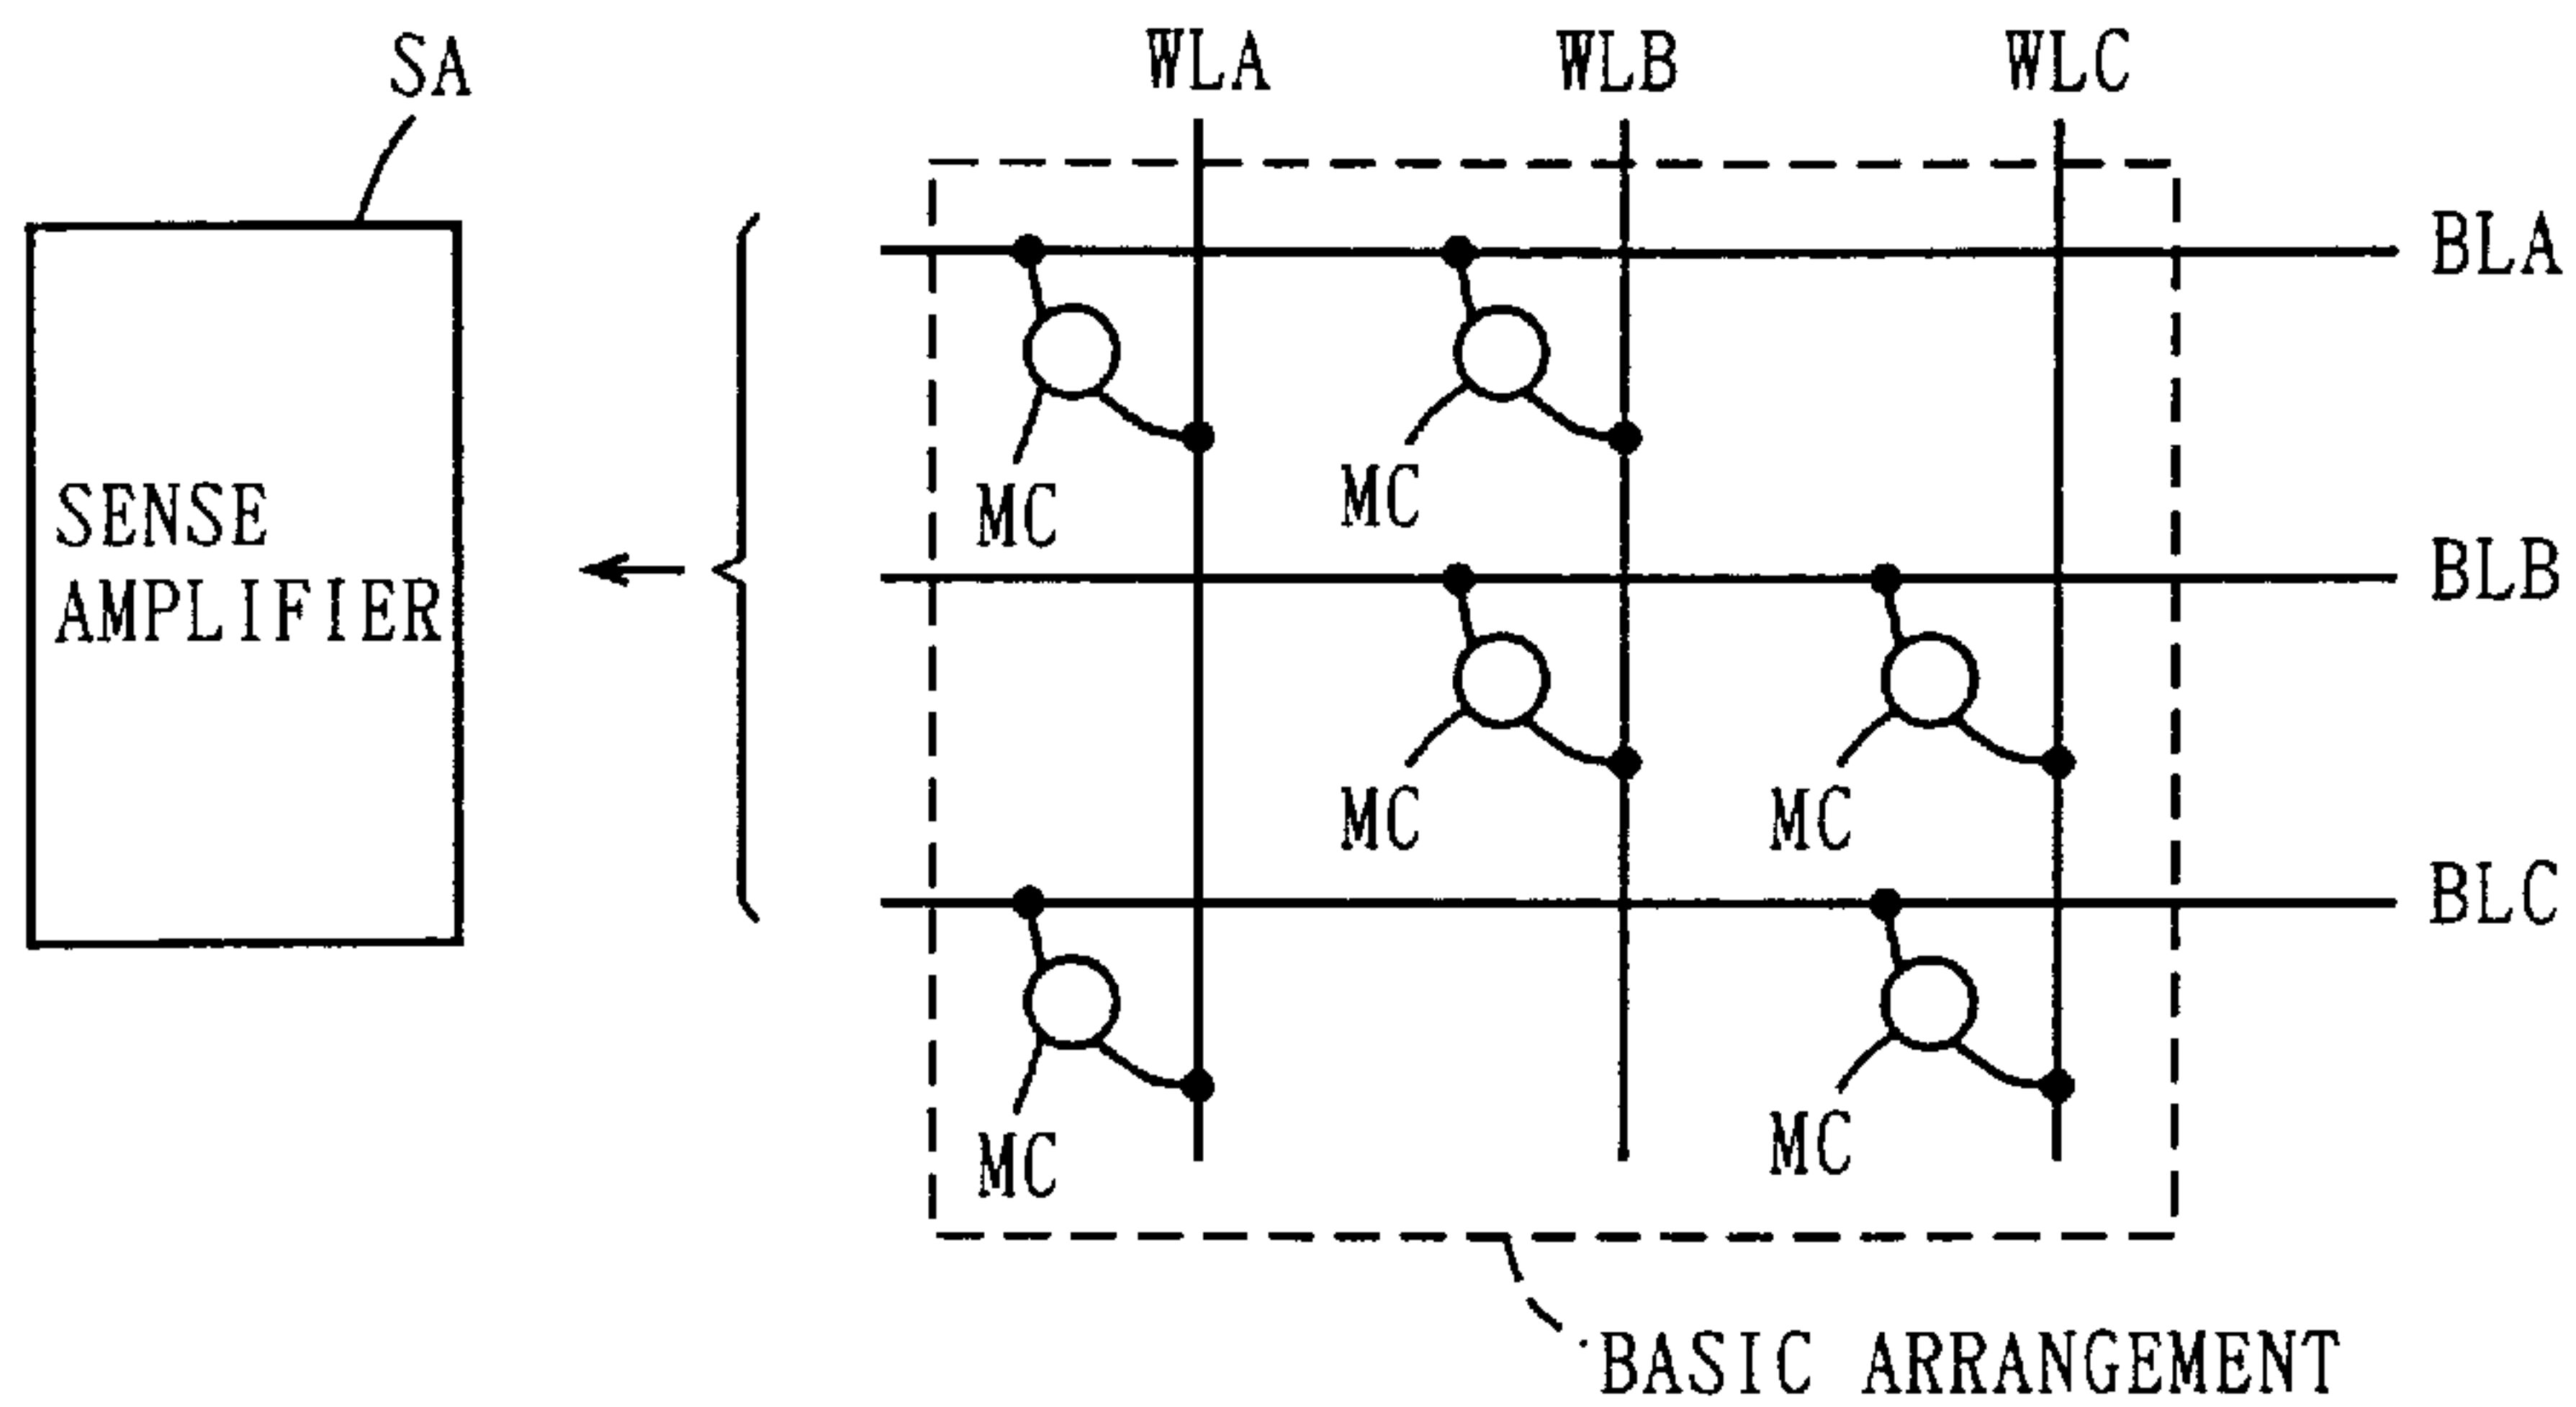 SA
WLA
WLB
WLC
BLA
SENSE
AMPLIFIER
MC
MC
BLB
MC
MC
BLC
MC
MC
BASIC ARRANGEMENT